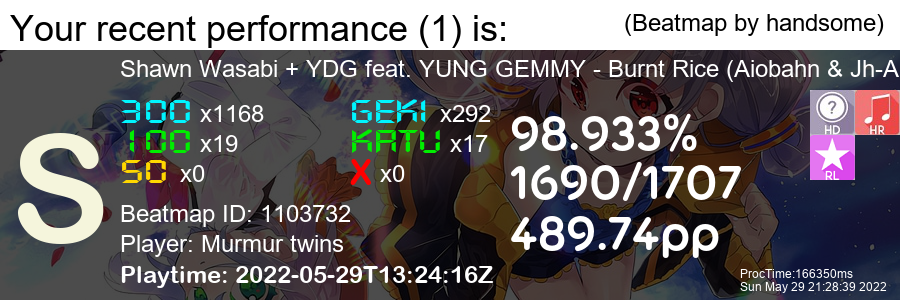 Your recent performance (1) is:
(Beatmap by handsome)
Shawn Wasabi + YDG feat. YUNG GEMMY - Burnt Rice (Aiobahn & Jh-A
300 x1168 GEKI x292
100 x19 KATU x17
50 x0 X x0
S
98.933%
1690/1707
489.74pp
? HD
HR
RL
Beatmap ID: 1103732
Player: Murmur twins
Playtime: 2022-05-29T13:24:16Z
ProcTime:166350ms
Sun May 29 21:28:39 2022